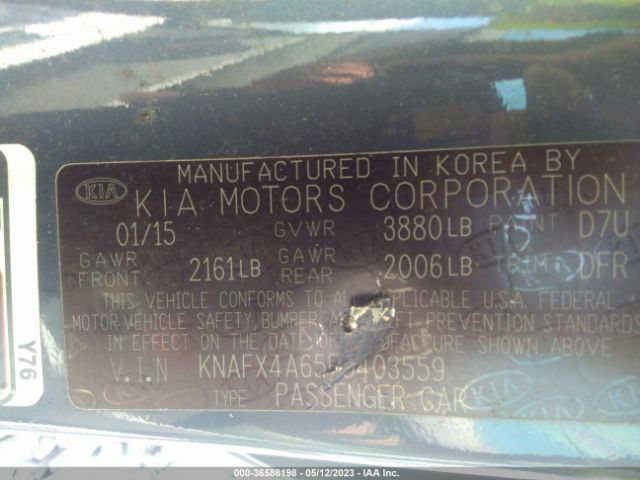 MANUFACTURED IN KOREA BY
KIA KIA MOTORS CORPORATION
01/15 GVWR 3880LB PAINT D7U
GAWR FRONT 2161LB GAWR REAR 2006LB TRIM DFR
THIS VEHICLE CONFORMS TO ALL APPLICABLE U.S.A. FEDERAL
MOTOR VEHICLE SAFETY, BUMPER, THEFT PREVENTION STANDARDS
IN EFFECT ON THE DATE OF MANUFACTURE SHOWN ABOVE.
V.I.N KNAFX4A65 403559
TYPE PASSENGER CAR
Y76
000-36588198 - 05/12/2023 - IAA Inc.